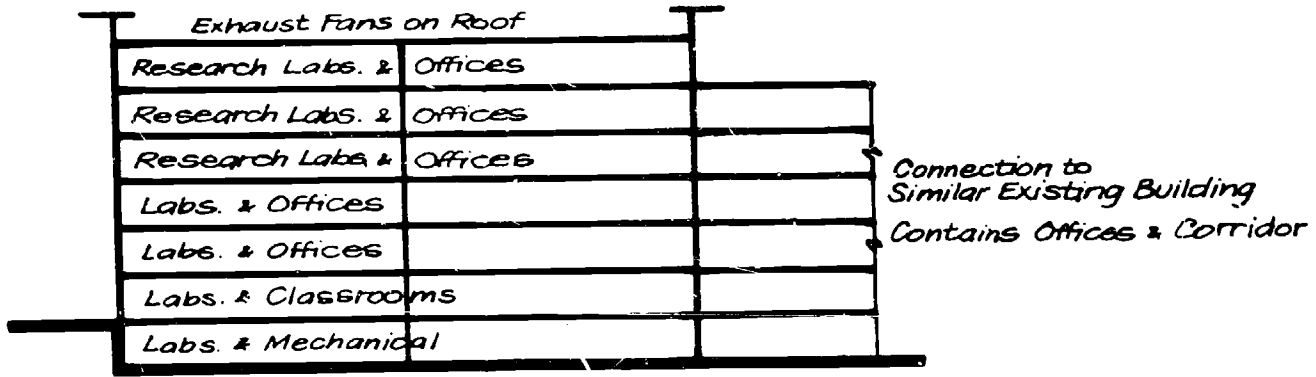 Exhaust Fans on Roof
Research Labs. & Offices
Research Labs. & Offices
Research Labs & Offices
Labs. & Offices
Labs. & Offices
Labs. & Classrooms
Labs. & Mechanical
Connection to
Similar Existing Building
Contains Offices & Corridor